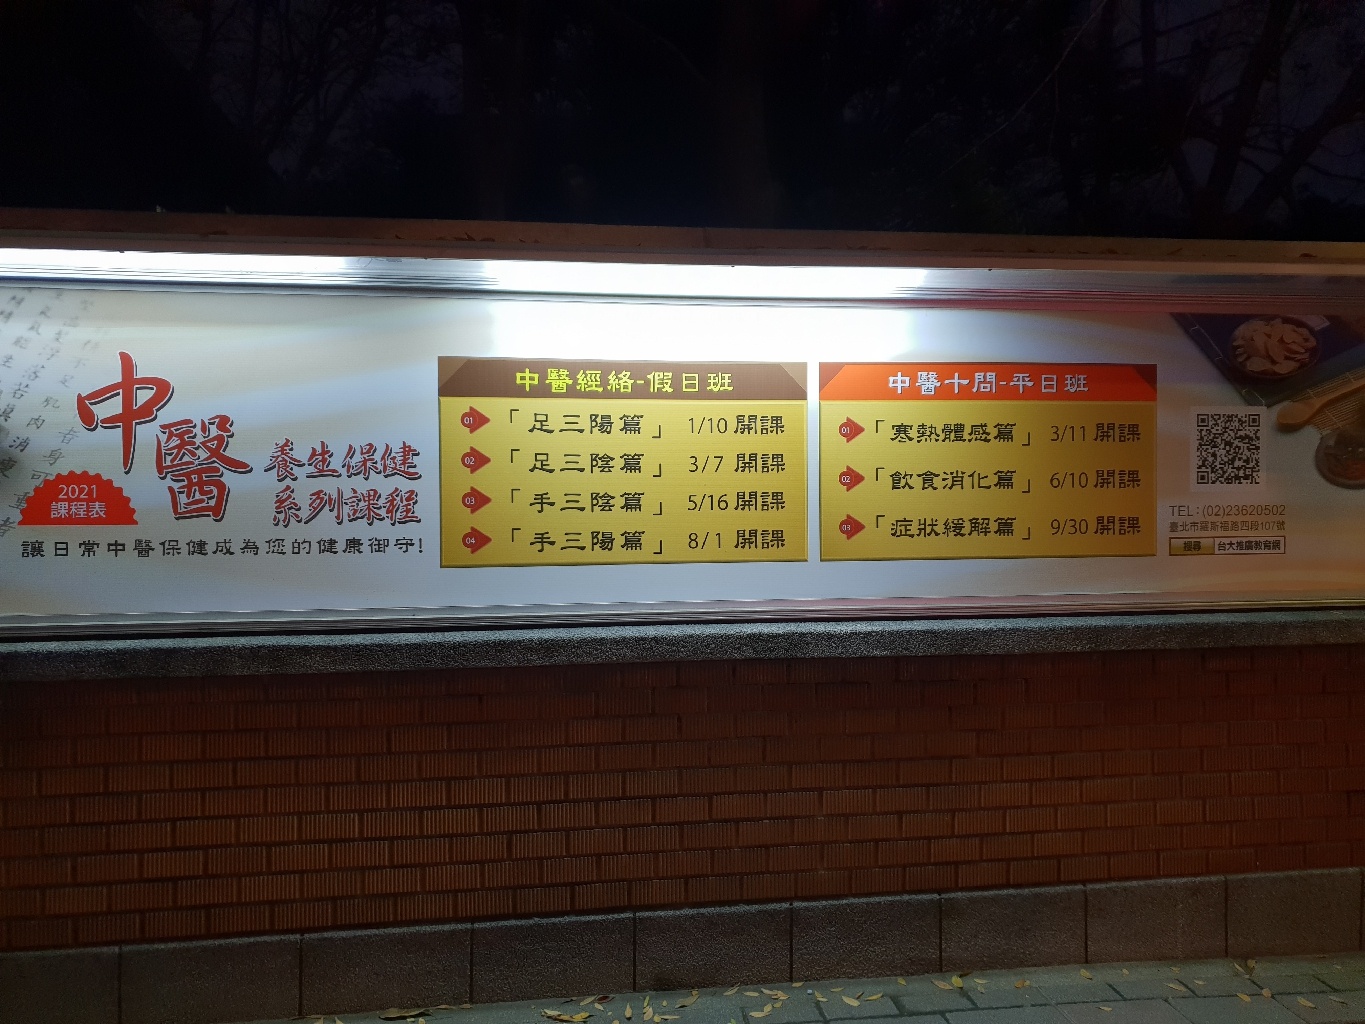 中醫
養生保健
系列課程
2021
課程表
讓日常中醫保健成為您的健康御守!
中醫經絡-假日班
01 「足三陽篇」 1/10 開課
02 「足三陰篇」 3/7 開課
03 「手三陰篇」 5/16 開課
04 「手三陽篇」 8/1 開課
中醫十問-平日班
01 「寒熱體感篇」 3/11 開課
02 「飲食消化篇」 6/10 開課
03 「症狀緩解篇」 9/30 開課
TEL:(02)23620502
臺北市羅斯福路四段107號
搜尋 台大推廣教育網